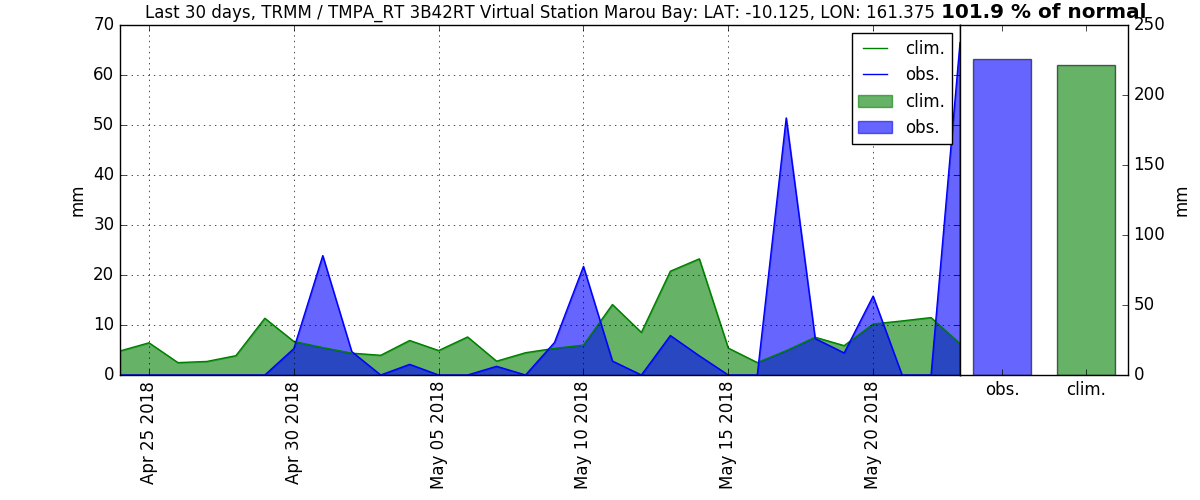 Last 30 days, TRMM / TMPA_RT 3B42RT Virtual Station Marou Bay: LAT: -10.125, LON: 161.375 101.9 % of normal
70
60
50
40
30
20
10
0
mm
clim.
obs.
clim.
obs.
250
200
150
100
50
0
mm
obs.
clim.
Apr 25 2018
Apr 30 2018
May 05 2018
May 10 2018
May 15 2018
May 20 2018